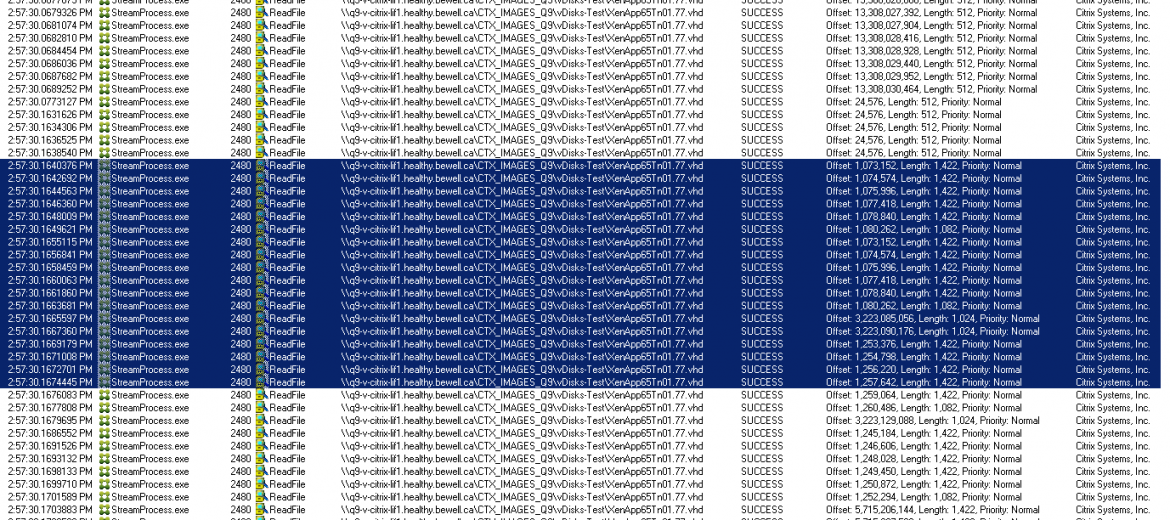 2:57:30.0679326 PM StreamProcess.exe 2480 ReadFile \\q9-v-citrix-lif1.healthy.bewell.ca\CTX_IMAGES_Q9\vDisks-Test\XenApp65Tn01.77.vhd SUCCESS Offset: 13,308,027,392, Length: 512, Citrix Systems, Inc.
2:57:30.0681074 PM StreamProcess.exe 2480 ReadFile \\q9-v-citrix-lif1.healthy.bewell.ca\CTX_IMAGES_Q9\vDisks-Test\XenApp65Tn01.77.vhd SUCCESS Offset: 13,308,027,904, Length: 512, Citrix Systems, Inc.
2:57:30.0682810 PM StreamProcess.exe 2480 ReadFile \\q9-v-citrix-lif1.healthy.bewell.ca\CTX_IMAGES_Q9\vDisks-Test\XenApp65Tn01.77.vhd SUCCESS Offset: 13,308,028,416, Length: 512, Citrix Systems, Inc.
2:57:30.0684454 PM StreamProcess.exe 2480 ReadFile \\q9-v-citrix-lif1.healthy.bewell.ca\CTX_IMAGES_Q9\vDisks-Test\XenApp65Tn01.77.vhd SUCCESS Offset: 13,308,028,928, Length: 512, Citrix Systems, Inc.
2:57:30.0686036 PM StreamProcess.exe 2480 ReadFile \\q9-v-citrix-lif1.healthy.bewell.ca\CTX_IMAGES_Q9\vDisks-Test\XenApp65Tn01.77.vhd SUCCESS Offset: 13,308,029,440, Length: 512, Citrix Systems, Inc.
2:57:30.0687682 PM StreamProcess.exe 2480 ReadFile \\q9-v-citrix-lif1.healthy.bewell.ca\CTX_IMAGES_Q9\vDisks-Test\XenApp65Tn01.77.vhd SUCCESS Offset: 13,308,029,952, Length: 512, Citrix Systems, Inc.
2:57:30.0689252 PM StreamProcess.exe 2480 ReadFile \\q9-v-citrix-lif1.healthy.bewell.ca\CTX_IMAGES_Q9\vDisks-Test\XenApp65Tn01.77.vhd SUCCESS Offset: 13,308,030,464, Length: 512, Citrix Systems, Inc.
2:57:30.0773127 PM StreamProcess.exe 2480 ReadFile \\q9-v-citrix-lif1.healthy.bewell.ca\CTX_IMAGES_Q9\vDisks-Test\XenApp65Tn01.77.vhd SUCCESS Offset: 24,576, Length: 512, Priority: Normal Citrix Systems, Inc.
2:57:30.1631626 PM StreamProcess.exe 2480 ReadFile \\q9-v-citrix-lif1.healthy.bewell.ca\CTX_IMAGES_Q9\vDisks-Test\XenApp65Tn01.77.vhd SUCCESS Offset: 24,576, Length: 512, Priority: Normal Citrix Systems, Inc.
2:57:30.1634306 PM StreamProcess.exe 2480 ReadFile \\q9-v-citrix-lif1.healthy.bewell.ca\CTX_IMAGES_Q9\vDisks-Test\XenApp65Tn01.77.vhd SUCCESS Offset: 24,576, Length: 512, Priority: Normal Citrix Systems, Inc.
2:57:30.1636525 PM StreamProcess.exe 2480 ReadFile \\q9-v-citrix-lif1.healthy.bewell.ca\CTX_IMAGES_Q9\vDisks-Test\XenApp65Tn01.77.vhd SUCCESS Offset: 24,576, Length: 512, Priority: Normal Citrix Systems, Inc.
2:57:30.1638540 PM StreamProcess.exe 2480 ReadFile \\q9-v-citrix-lif1.healthy.bewell.ca\CTX_IMAGES_Q9\vDisks-Test\XenApp65Tn01.77.vhd SUCCESS Offset: 24,576, Length: 512, Priority: Normal Citrix Systems, Inc.
2:57:30.1640376 PM StreamProcess.exe 2480 ReadFile \\q9-v-citrix-lif1.healthy.bewell.ca\CTX_IMAGES_Q9\vDisks-Test\XenApp65Tn01.77.vhd SUCCESS Offset: 1,073,152, Length: 1,422, Priority: Normal Citrix Systems, Inc.
2:57:30.1642692 PM StreamProcess.exe 2480 ReadFile \\q9-v-citrix-lif1.healthy.bewell.ca\CTX_IMAGES_Q9\vDisks-Test\XenApp65Tn01.77.vhd SUCCESS Offset: 1,074,574, Length: 1,422, Priority: Normal Citrix Systems, Inc.
2:57:30.1644563 PM StreamProcess.exe 2480 ReadFile \\q9-v-citrix-lif1.healthy.bewell.ca\CTX_IMAGES_Q9\vDisks-Test\XenApp65Tn01.77.vhd SUCCESS Offset: 1,075,996, Length: 1,422, Priority: Normal Citrix Systems, Inc.
2:57:30.1646360 PM StreamProcess.exe 2480 ReadFile \\q9-v-citrix-lif1.healthy.bewell.ca\CTX_IMAGES_Q9\vDisks-Test\XenApp65Tn01.77.vhd SUCCESS Offset: 1,077,418, Length: 1,422, Priority: Normal Citrix Systems, Inc.
2:57:30.1648009 PM StreamProcess.exe 2480 ReadFile \\q9-v-citrix-lif1.healthy.bewell.ca\CTX_IMAGES_Q9\vDisks-Test\XenApp65Tn01.77.vhd SUCCESS Offset: 1,078,840, Length: 1,422, Priority: Normal Citrix Systems, Inc.
2:57:30.1649621 PM StreamProcess.exe 2480 ReadFile \\q9-v-citrix-lif1.healthy.bewell.ca\CTX_IMAGES_Q9\vDisks-Test\XenApp65Tn01.77.vhd SUCCESS Offset: 1,080,262, Length: 1,082, Priority: Normal Citrix Systems, Inc.
2:57:30.1655115 PM StreamProcess.exe 2480 ReadFile \\q9-v-citrix-lif1.healthy.bewell.ca\CTX_IMAGES_Q9\vDisks-Test\XenApp65Tn01.77.vhd SUCCESS Offset: 1,073,152, Length: 1,422, Priority: Normal Citrix Systems, Inc.
2:57:30.1656841 PM StreamProcess.exe 2480 ReadFile \\q9-v-citrix-lif1.healthy.bewell.ca\CTX_IMAGES_Q9\vDisks-Test\XenApp65Tn01.77.vhd SUCCESS Offset: 1,074,574, Length: 1,422, Priority: Normal Citrix Systems, Inc.
2:57:30.1658459 PM StreamProcess.exe 2480 ReadFile \\q9-v-citrix-lif1.healthy.bewell.ca\CTX_IMAGES_Q9\vDisks-Test\XenApp65Tn01.77.vhd SUCCESS Offset: 1,075,996, Length: 1,422, Priority: Normal Citrix Systems, Inc.
2:57:30.1660063 PM StreamProcess.exe 2480 ReadFile \\q9-v-citrix-lif1.healthy.bewell.ca\CTX_IMAGES_Q9\vDisks-Test\XenApp65Tn01.77.vhd SUCCESS Offset: 1,077,418, Length: 1,422, Priority: Normal Citrix Systems, Inc.
2:57:30.1661860 PM StreamProcess.exe 2480 ReadFile \\q9-v-citrix-lif1.healthy.bewell.ca\CTX_IMAGES_Q9\vDisks-Test\XenApp65Tn01.77.vhd SUCCESS Offset: 1,078,840, Length: 1,422, Priority: Normal Citrix Systems, Inc.
2:57:30.1663681 PM StreamProcess.exe 2480 ReadFile \\q9-v-citrix-lif1.healthy.bewell.ca\CTX_IMAGES_Q9\vDisks-Test\XenApp65Tn01.77.vhd SUCCESS Offset: 1,080,262, Length: 1,082, Priority: Normal Citrix Systems, Inc.
2:57:30.1665597 PM StreamProcess.exe 2480 ReadFile \\q9-v-citrix-lif1.healthy.bewell.ca\CTX_IMAGES_Q9\vDisks-Test\XenApp65Tn01.77.vhd SUCCESS Offset: 3,223,085,056, Length: 1,024, Priority: Normal Citrix Systems, Inc.
2:57:30.1667360 PM StreamProcess.exe 2480 ReadFile \\q9-v-citrix-lif1.healthy.bewell.ca\CTX_IMAGES_Q9\vDisks-Test\XenApp65Tn01.77.vhd SUCCESS Offset: 3,223,090,176, Length: 1,024, Priority: Normal Citrix Systems, Inc.
2:57:30.1669179 PM StreamProcess.exe 2480 ReadFile \\q9-v-citrix-lif1.healthy.bewell.ca\CTX_IMAGES_Q9\vDisks-Test\XenApp65Tn01.77.vhd SUCCESS Offset: 1,253,376, Length: 1,422, Priority: Normal Citrix Systems, Inc.
2:57:30.1671008 PM StreamProcess.exe 2480 ReadFile \\q9-v-citrix-lif1.healthy.bewell.ca\CTX_IMAGES_Q9\vDisks-Test\XenApp65Tn01.77.vhd SUCCESS Offset: 1,254,798, Length: 1,422, Priority: Normal Citrix Systems, Inc.
2:57:30.1672701 PM StreamProcess.exe 2480 ReadFile \\q9-v-citrix-lif1.healthy.bewell.ca\CTX_IMAGES_Q9\vDisks-Test\XenApp65Tn01.77.vhd SUCCESS Offset: 1,256,220, Length: 1,422, Priority: Normal Citrix Systems, Inc.
2:57:30.1674445 PM StreamProcess.exe 2480 ReadFile \\q9-v-citrix-lif1.healthy.bewell.ca\CTX_IMAGES_Q9\vDisks-Test\XenApp65Tn01.77.vhd SUCCESS Offset: 1,257,642, Length: 1,422, Priority: Normal Citrix Systems, Inc.
2:57:30.1676083 PM StreamProcess.exe 2480 ReadFile \\q9-v-citrix-lif1.healthy.bewell.ca\CTX_IMAGES_Q9\vDisks-Test\XenApp65Tn01.77.vhd SUCCESS Offset: 1,259,064, Length: 1,422, Priority: Normal Citrix Systems, Inc.
2:57:30.1677808 PM StreamProcess.exe 2480 ReadFile \\q9-v-citrix-lif1.healthy.bewell.ca\CTX_IMAGES_Q9\vDisks-Test\XenApp65Tn01.77.vhd SUCCESS Offset: 1,260,486, Length: 1,082, Priority: Normal Citrix Systems, Inc.
2:57:30.1679695 PM StreamProcess.exe 2480 ReadFile \\q9-v-citrix-lif1.healthy.bewell.ca\CTX_IMAGES_Q9\vDisks-Test\XenApp65Tn01.77.vhd SUCCESS Offset: 3,223,129,088, Length: 1,024, Priority: Normal Citrix Systems, Inc.
2:57:30.1686552 PM StreamProcess.exe 2480 ReadFile \\q9-v-citrix-lif1.healthy.bewell.ca\CTX_IMAGES_Q9\vDisks-Test\XenApp65Tn01.77.vhd SUCCESS Offset: 1,245,184, Length: 1,422, Priority: Normal Citrix Systems, Inc.
2:57:30.1691526 PM StreamProcess.exe 2480 ReadFile \\q9-v-citrix-lif1.healthy.bewell.ca\CTX_IMAGES_Q9\vDisks-Test\XenApp65Tn01.77.vhd SUCCESS Offset: 1,246,606, Length: 1,422, Priority: Normal Citrix Systems, Inc.
2:57:30.1693132 PM StreamProcess.exe 2480 ReadFile \\q9-v-citrix-lif1.healthy.bewell.ca\CTX_IMAGES_Q9\vDisks-Test\XenApp65Tn01.77.vhd SUCCESS Offset: 1,248,028, Length: 1,422, Priority: Normal Citrix Systems, Inc.
2:57:30.1698133 PM StreamProcess.exe 2480 ReadFile \\q9-v-citrix-lif1.healthy.bewell.ca\CTX_IMAGES_Q9\vDisks-Test\XenApp65Tn01.77.vhd SUCCESS Offset: 1,249,450, Length: 1,422, Priority: Normal Citrix Systems, Inc.
2:57:30.1699710 PM StreamProcess.exe 2480 ReadFile \\q9-v-citrix-lif1.healthy.bewell.ca\CTX_IMAGES_Q9\vDisks-Test\XenApp65Tn01.77.vhd SUCCESS Offset: 1,250,872, Length: 1,422, Priority: Normal Citrix Systems, Inc.
2:57:30.1701589 PM StreamProcess.exe 2480 ReadFile \\q9-v-citrix-lif1.healthy.bewell.ca\CTX_IMAGES_Q9\vDisks-Test\XenApp65Tn01.77.vhd SUCCESS Offset: 1,252,294, Length: 1,082, Priority: Normal Citrix Systems, Inc.
2:57:30.1703883 PM StreamProcess.exe 2480 ReadFile \\q9-v-citrix-lif1.healthy.bewell.ca\CTX_IMAGES_Q9\vDisks-Test\XenApp65Tn01.77.vhd SUCCESS Offset: 5,715,206,144, Length: 1,422, Citrix Systems, Inc.